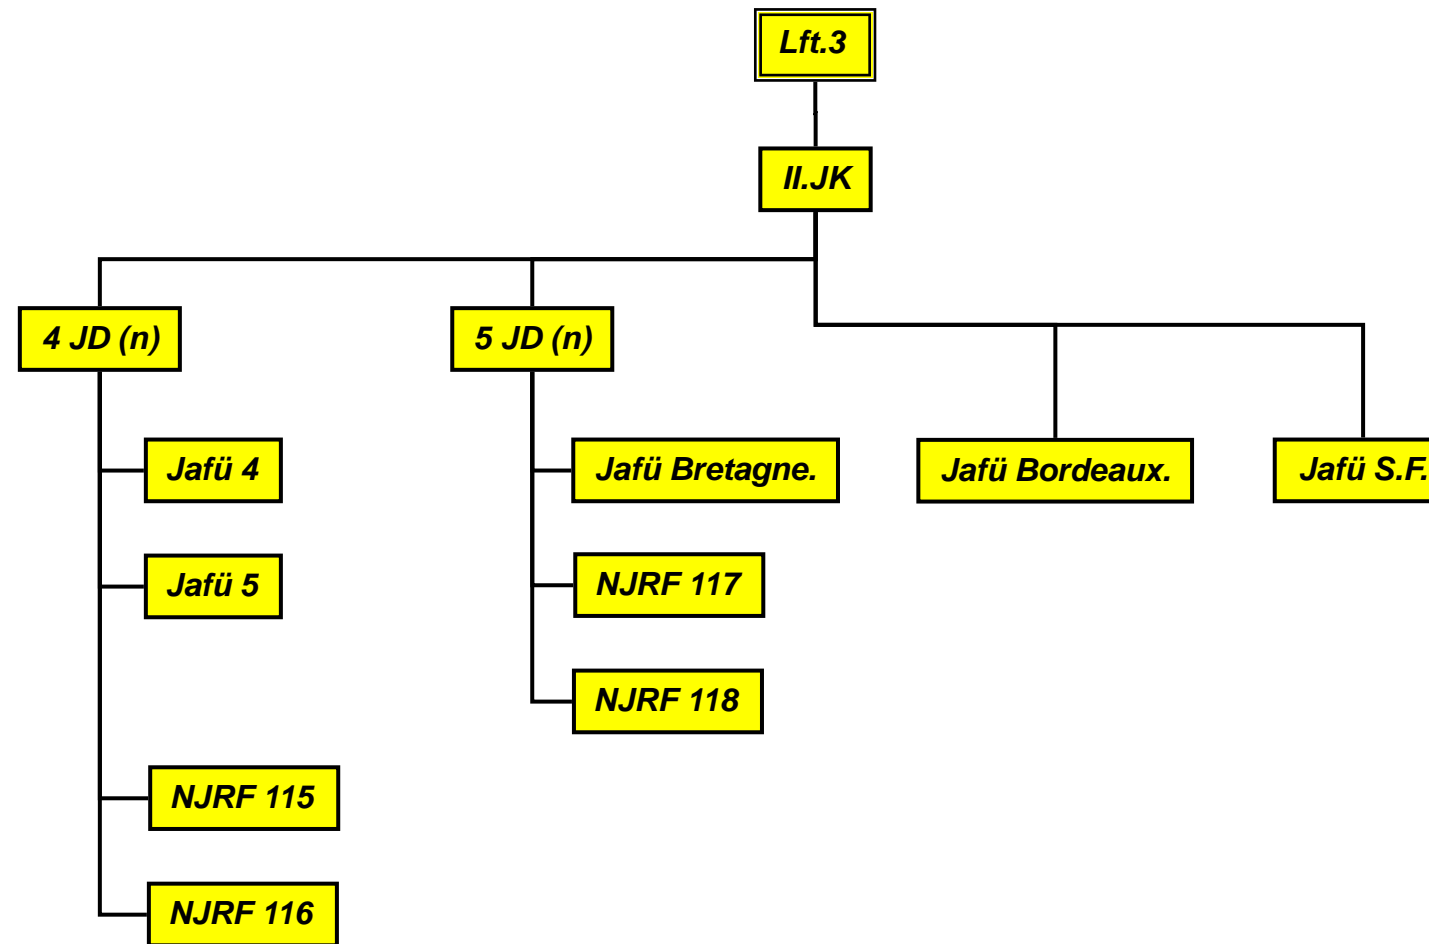 Lft.3
II.JK
4 JD (n)
5 JD (n)
Jafü 4
Jafü Bretagne.
Jafü Bordeaux.
Jafü S.F.
Jafü 5
NJRF 117
NJRF 118
NJRF 115
NJRF 116